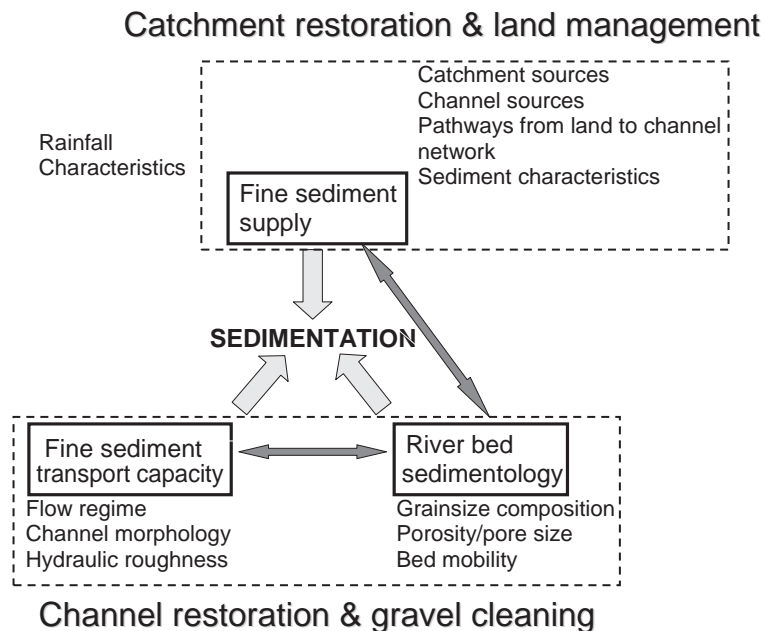 Catchment restoration & land management
Catchment sources
Channel sources
Pathways from land to channel
network
Sediment characteristics
Rainfall
Characteristics
Fine sediment
supply
SEDIMENTATION
Fine sediment
transport capacity
River bed
sedimentology
Flow regime
Channel morphology
Hydraulic roughness
Grainsize composition
Porosity/pore size
Bed mobility
Channel restoration & gravel cleaning